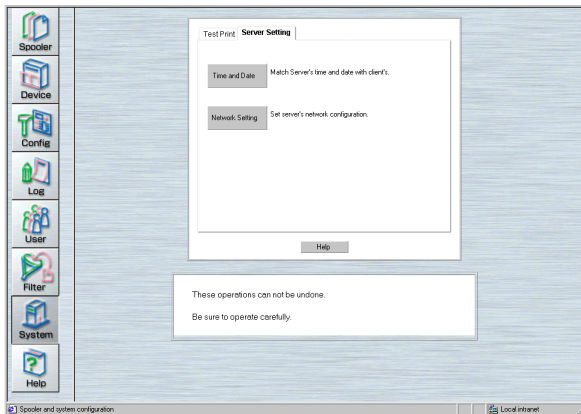 Spooler
Device
Config
Log
User
Filter
System
Help
Test Print Server Setting
Time and Date Match Server's time and date with client's.
Network Setting Set server's network configuration.
Help
These operations can not be undone.
Be sure to operate carefully.
Spooler and system configuration Local intranet